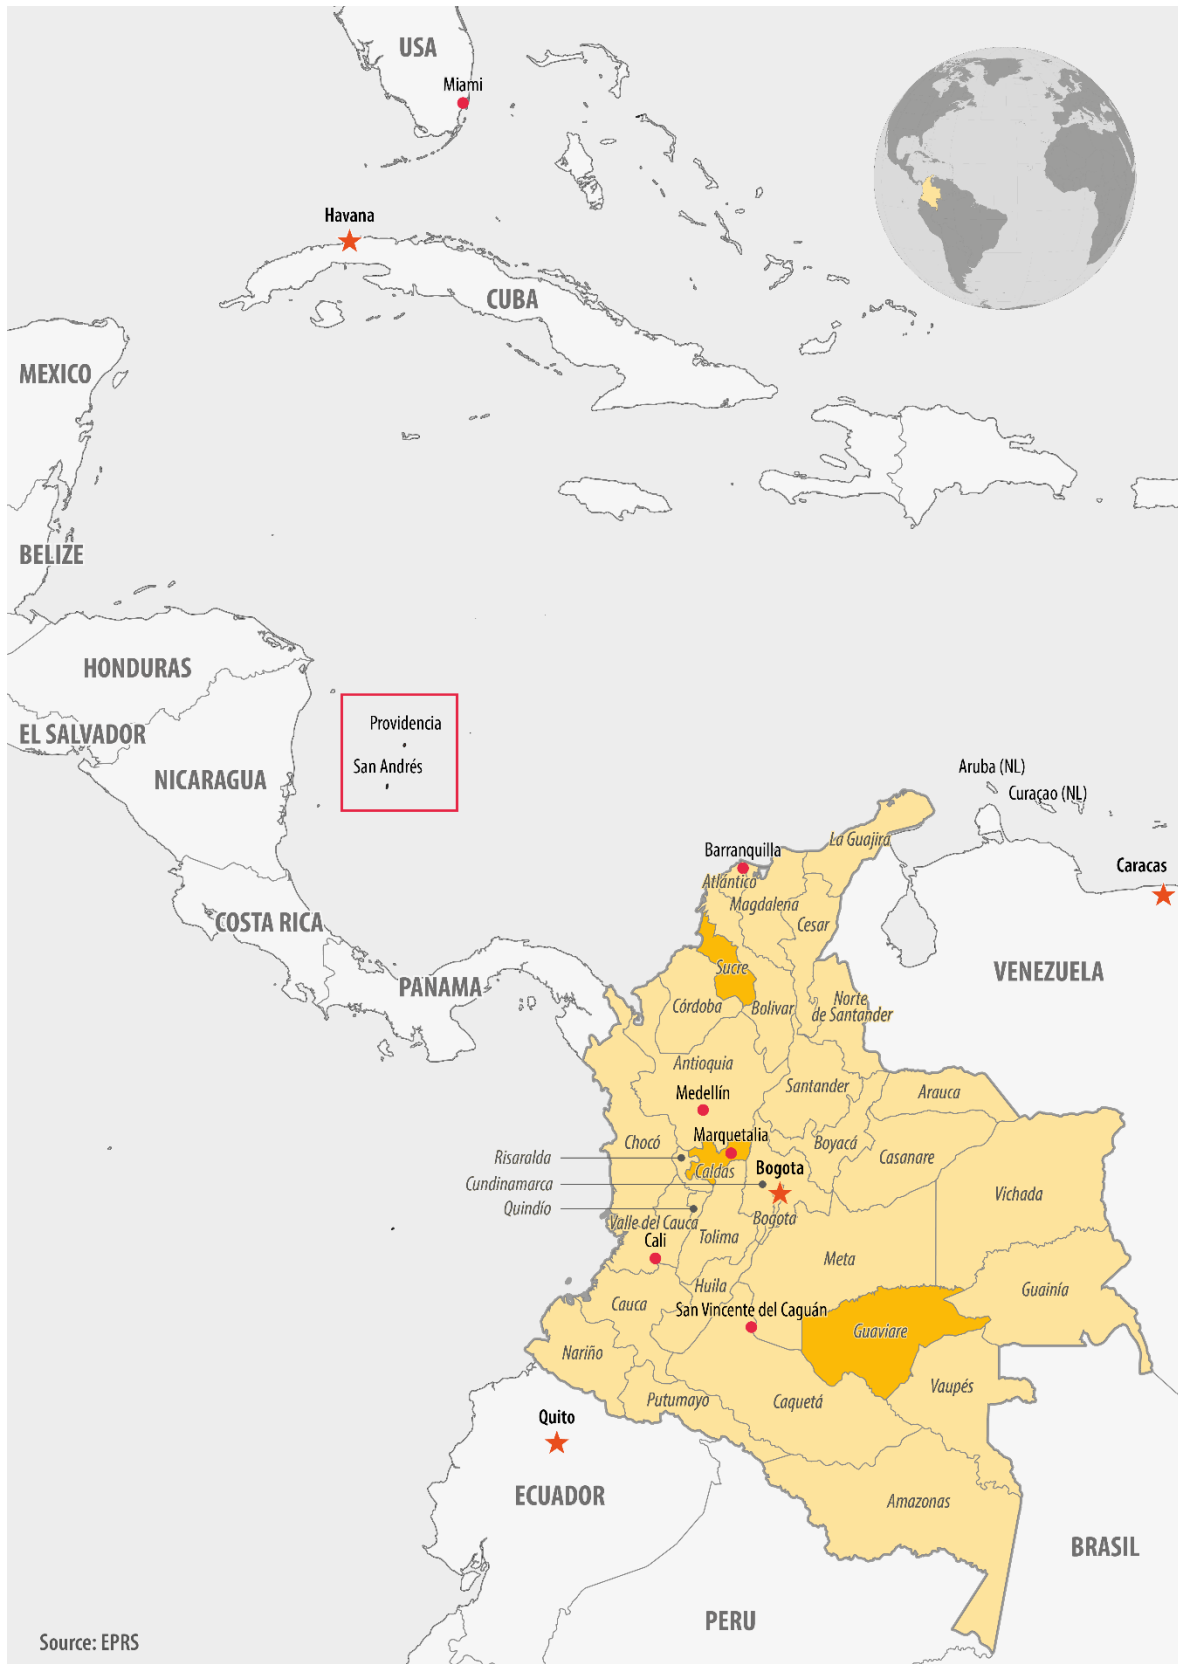 USA
Miami
Havana
CUBA
MEXICO
BELIZE
HONDURAS
EL SALVADOR
NICARAGUA
Providencia
San Andrés
Aruba (NL)
Curaçao (NL)
La Guajira
Barranquilla
Caracas
Atlántico
Magdalena
COSTA RICA
Cesar
Sucre
VENEZUELA
PANAMA
Córdoba
Bolivar
Norte
de Santander
Antioquia
Santander
Arauca
Medellín
Marquetalia
Chocó
Boyacá
Casanare
Risaralda
Caldas
Bogota
Cundinamarca
Vichada
Quindío
Valle del Cauca
Bogota
Tolima
Cali
Meta
Huila
Guainía
Cauca
San Vincente del Caguán
Guaviare
Nariño
Vaupés
Putumayo
Caquetá
Quito
ECUADOR
Amazonas
BRASIL
PERU
Source: EPRS